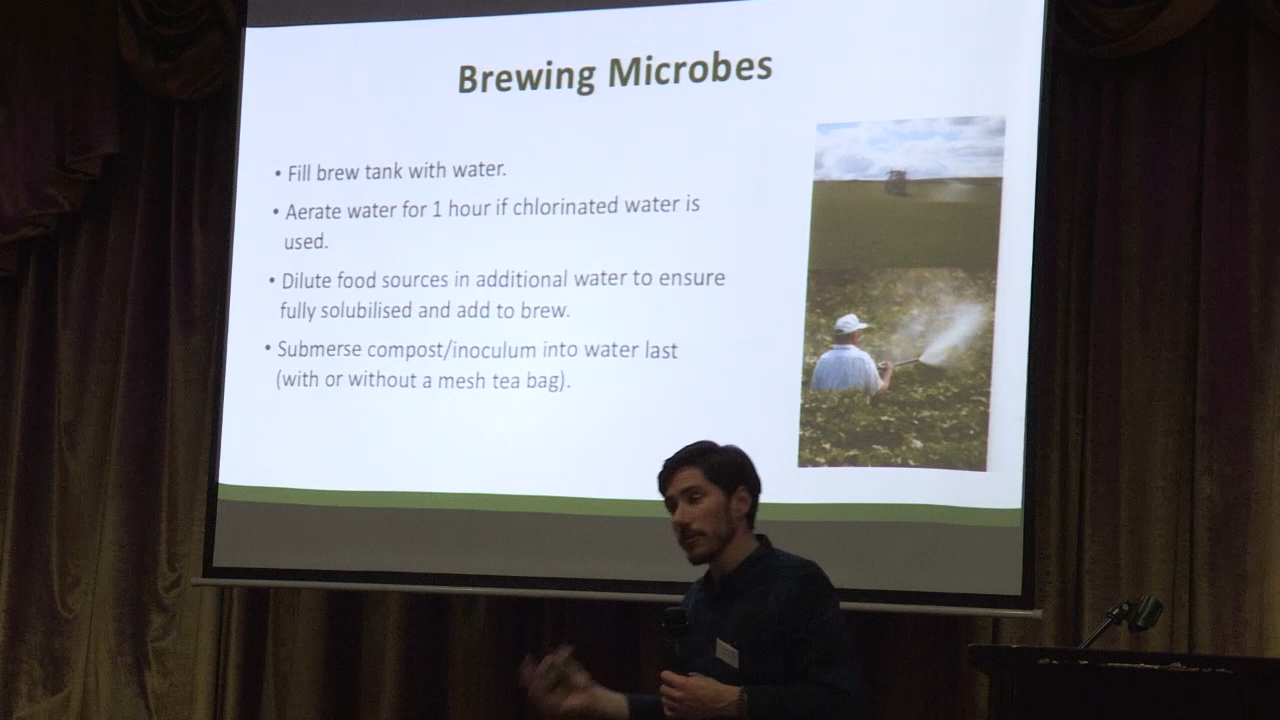 Brewing Microbes
• Fill brew tank with water.
• Aerate water for 1 hour if chlorinated water is
used.
• Dilute food sources in additional water to ensure
fully solubilised and add to brew.
• Submerse compost/inoculum into water last
(with or without a mesh tea bag).